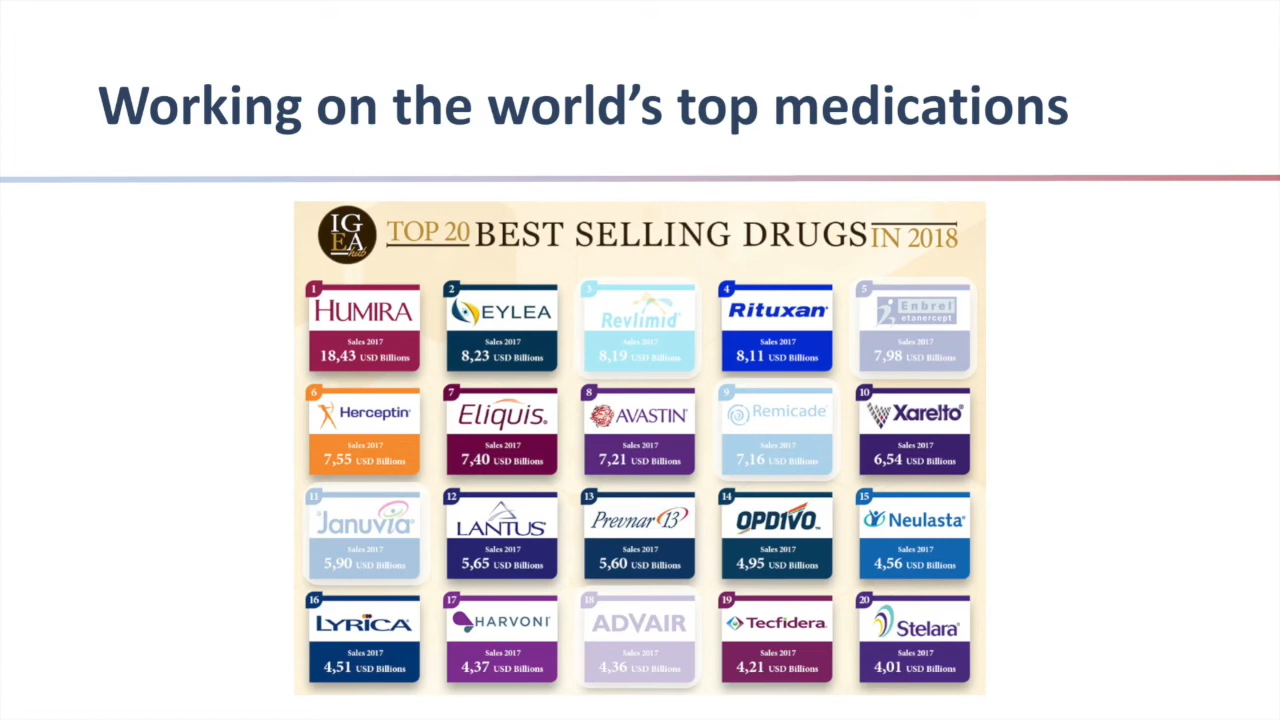 Working on the world's top medications
IGEA hub TOP 20 BEST SELLING DRUGS IN 2018
1 2 3 4 5
HUMIRA EYLEA Revlimid® Rituxan® Enbrel® etanercept
Sales 2017 Sales 2017 Sales 2017 Sales 2017 Sales 2017
18,43 USD Billions 8,23 USD Billions 8,19 USD Billions 8,11 USD Billions 7,98 USD Billions
6 7 8 9 10
Herceptin® Eliquis® AVASTIN® Remicade® Xarelto®
Sales 2017 Sales 2017 Sales 2017 Sales 2017 Sales 2017
7,55 USD Billions 7,40 USD Billions 7,21 USD Billions 7,16 USD Billions 6,54 USD Billions
11 12 13 14 15
Januvia® LANTUS® Prevnar 13® OPDIVO™ Neulasta®
Sales 2017 Sales 2017 Sales 2017 Sales 2017 Sales 2017
5,90 USD Billions 5,65 USD Billions 5,60 USD Billions 4,95 USD Billions 4,56 USD Billions
16 17 18 19 20
LYRICA® HARVONI® ADVAIR Tecfidera® Stelara®
Sales 2017 Sales 2017 Sales 2017 Sales 2017 Sales 2017
4,51 USD Billions 4,37 USD Billions 4,36 USD Billions 4,21 USD Billions 4,01 USD Billions